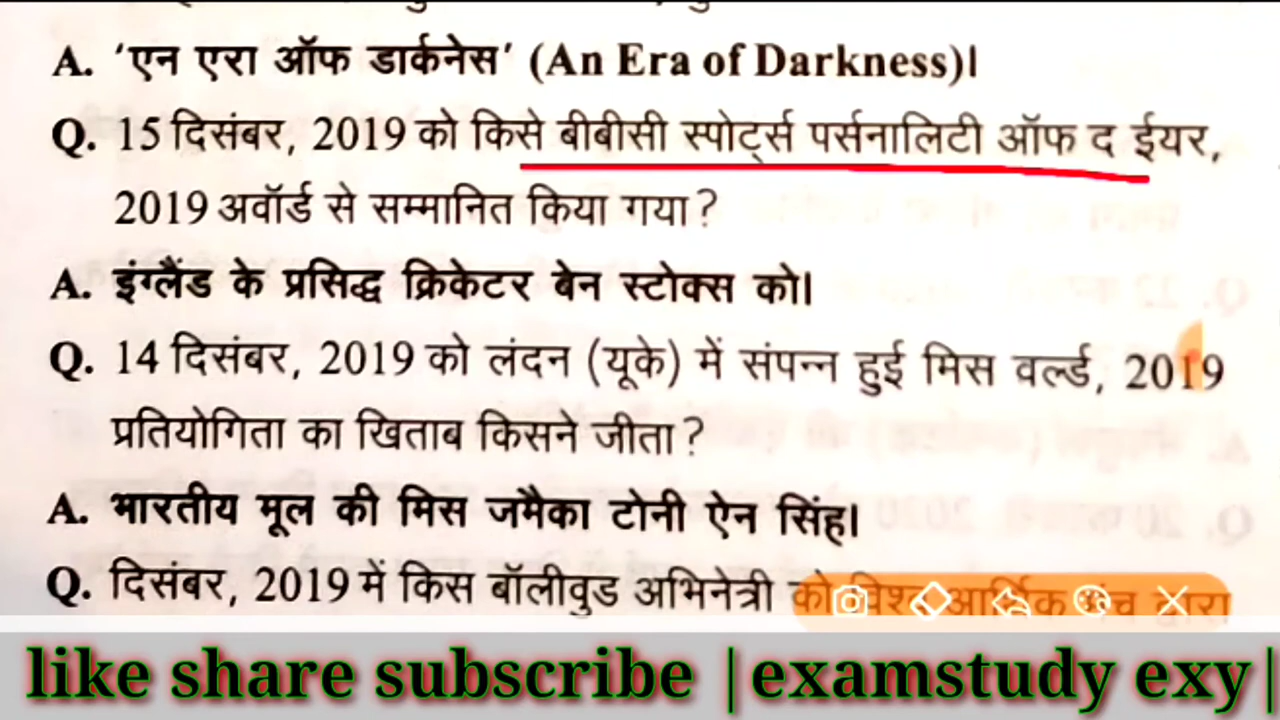 A. ‘एन एरा ऑफ डार्कनेस’ (An Era of Darkness)।
Q. 15 दिसंबर, 2019 को किसे बीबीसी स्पोर्ट्स पर्सनालिटी ऑफ द ईयर,
2019 अवॉर्ड से सम्मानित किया गया?
A. इंग्लैंड के प्रसिद्ध क्रिकेटर बेन स्टोक्स को।
Q. 14 दिसंबर, 2019 को लंदन (यूके) में संपन्न हुई मिस वर्ल्ड, 2019
प्रतियोगिता का खिताब किसने जीता?
A. भारतीय मूल की मिस जमैका टोनी ऐन सिंह।
Q. दिसंबर, 2019 में किस बॉलीवुड अभिनेत्री को विश्व आर्थिक मंच द्वारा
like share subscribe |examstudy exy|